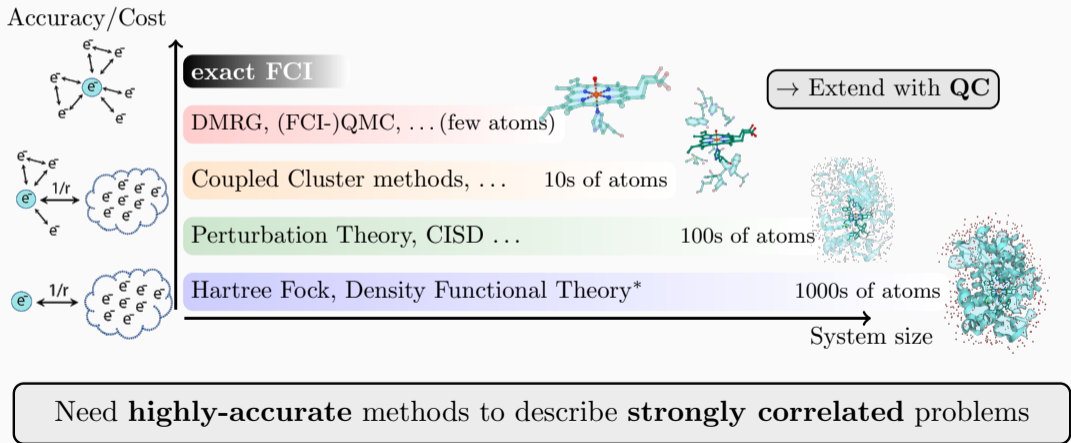 Accuracy/Cost
exact FCI
→ Extend with QC
DMRG, (FCI-)QMC, ... (few atoms)
Coupled Cluster methods, ... 10s of atoms
Perturbation Theory, CISD ... 100s of atoms
Hartree Fock, Density Functional Theory* 1000s of atoms
System size
e⁻ e⁻ e⁻ e⁻ e⁻ e⁻ e⁻
e⁻ e⁻ e⁻ 1/r e⁻ e⁻ e⁻ e⁻ e⁻ e⁻ e⁻ e⁻
e⁻ 1/r e⁻ e⁻ e⁻ e⁻ e⁻ e⁻ e⁻
Need highly-accurate methods to describe strongly correlated problems